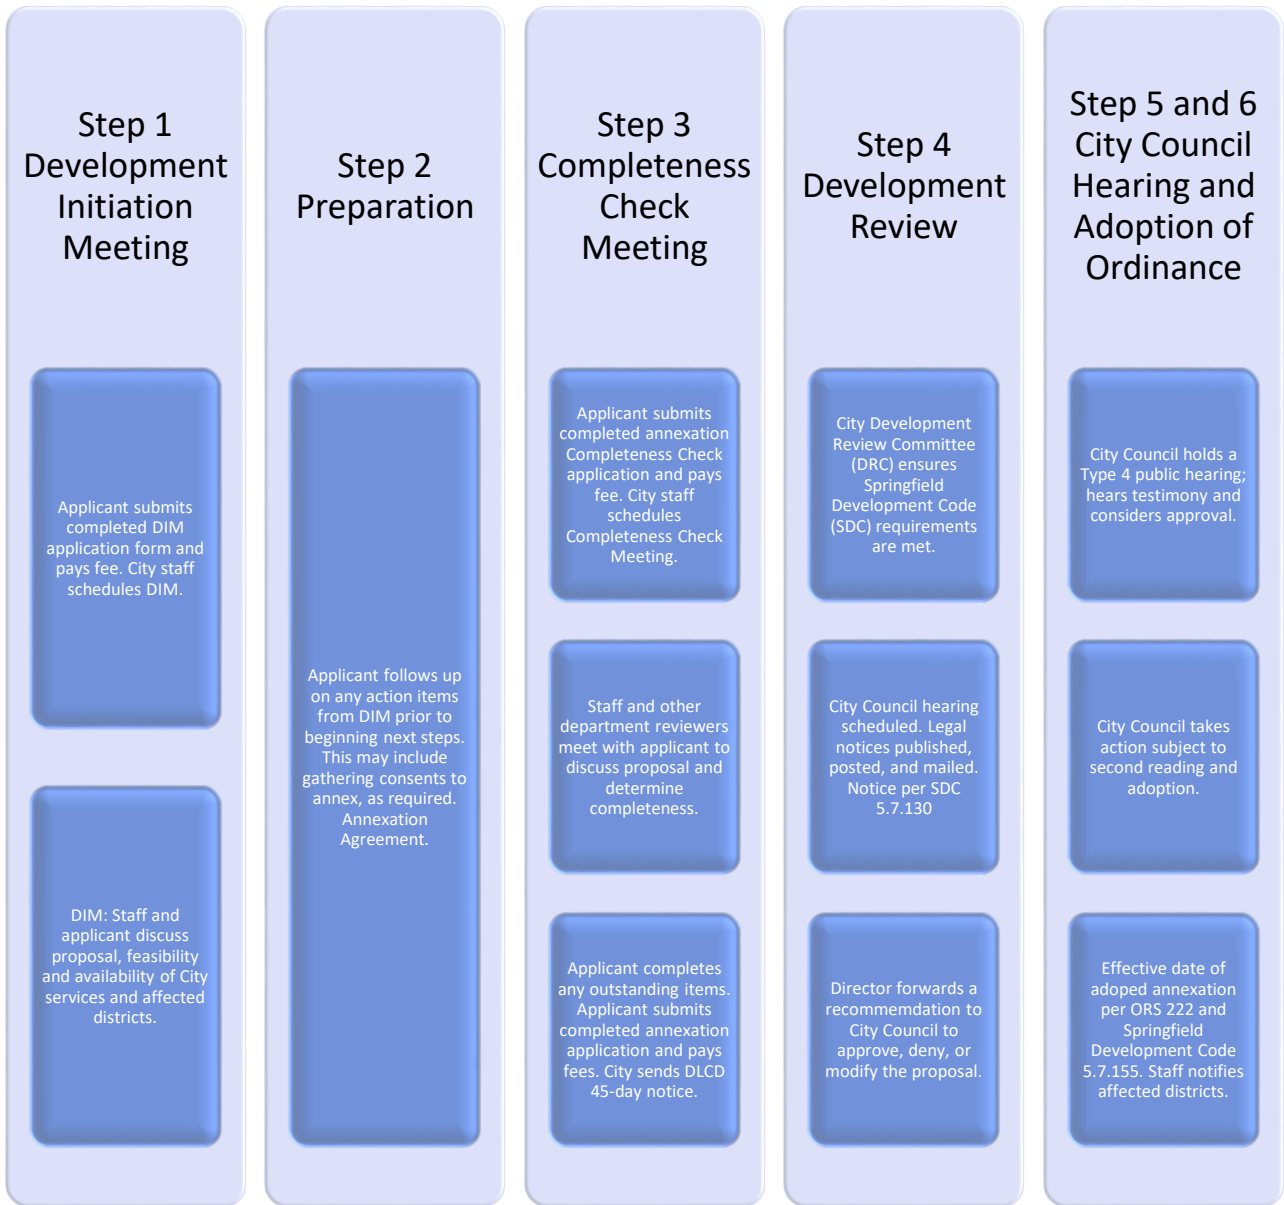 Step 1
Development
Initiation
Meeting
Applicant submits
completed DIM
application form and
pays fee. City staff
schedules DIM.
DIM: Staff and
applicant discuss
proposal, feasibility
and availability of City
services and affected
districts.
Step 2
Preparation
Applicant follows up
on any action items
from DIM prior to
beginning next steps.
This may include
gathering consents to
annex, as required.
Annexation
Agreement.
Step 3
Completeness
Check
Meeting
Applicant submits
completed annexation
Completeness Check
application and pays
fee. City staff
schedules
Completeness Check
Meeting.
Staff and other
department reviewers
meet with applicant to
discuss proposal and
determine
completeness.
Applicant completes
any outstanding items.
Applicant submits
completed annexation
application and pays
fees. City sends DLCD
45-day notice.
Step 4
Development
Review
City Development
Review Committee
(DRC) ensures
Springfield
Development Code
(SDC) requirements
are met.
City Council hearing
scheduled. Legal
notices published,
posted, and mailed.
Notice per SDC
5.7.130
Director forwards a
recommemdation to
City Council to
approve, deny, or
modify the proposal.
Step 5 and 6
City Council
Hearing and
Adoption of
Ordinance
City Council holds a
Type 4 public hearing;
hears testimony and
considers approval.
City Council takes
action subject to
second reading and
adoption.
Effective date of
adoped annexation
per ORS 222 and
Springfield
Development Code
5.7.155. Staff notifies
affected districts.